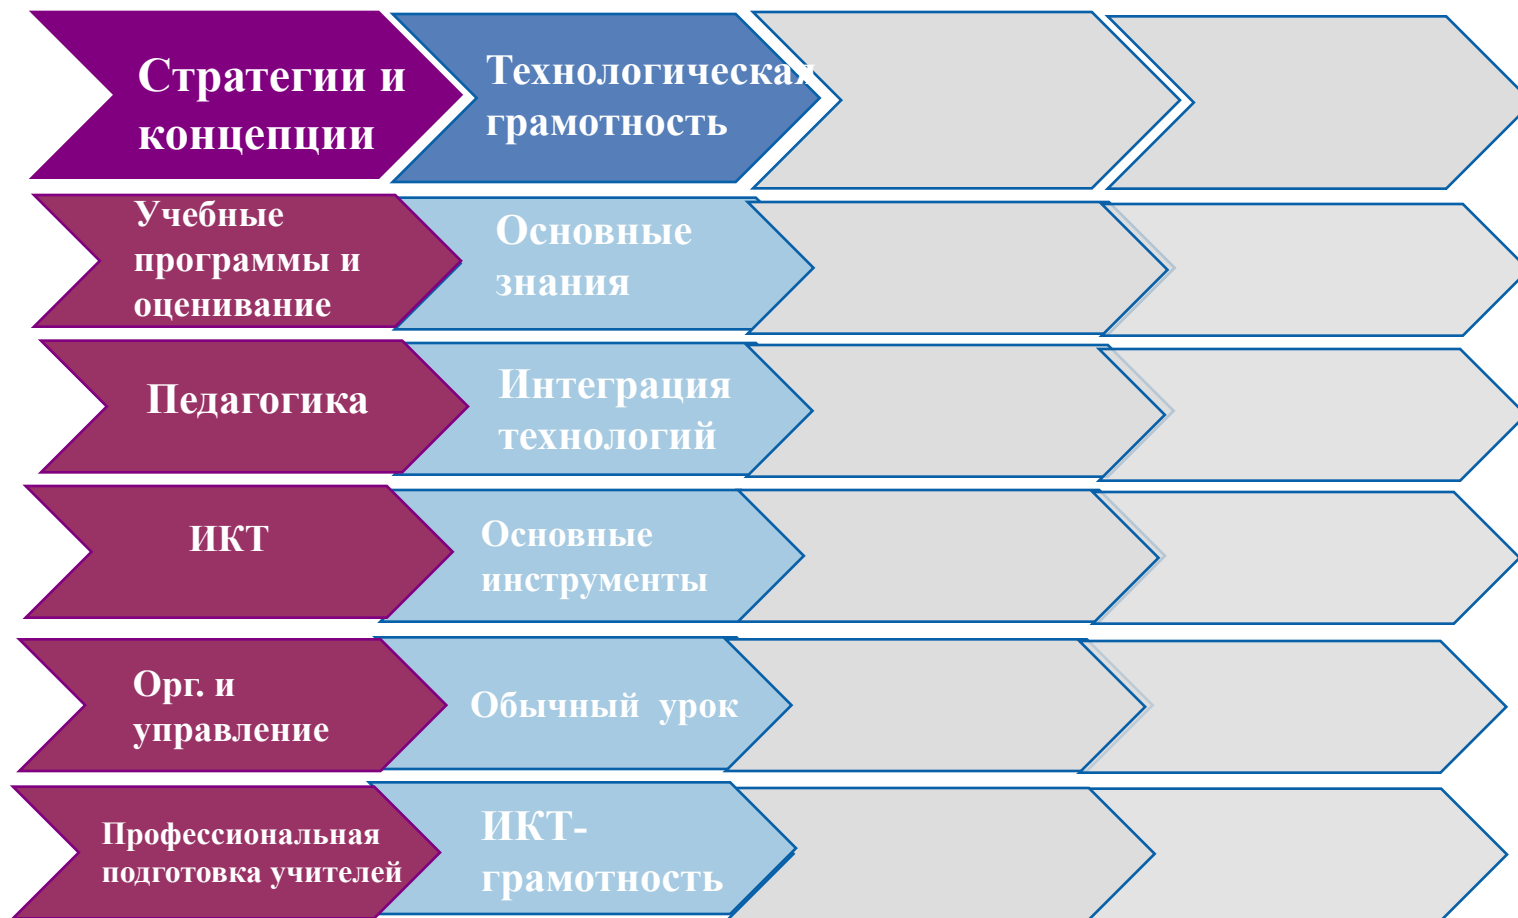 Стратегии и
концепции
Технологическая
грамотность
Учебные
программы и
оценивание
Основные
знания
Педагогика
Интеграция
технологий
ИКТ
Основные
инструменты
Орг. и
управление
Обычный урок
Профессиональная
подготовка учителей
ИКТ-
грамотность